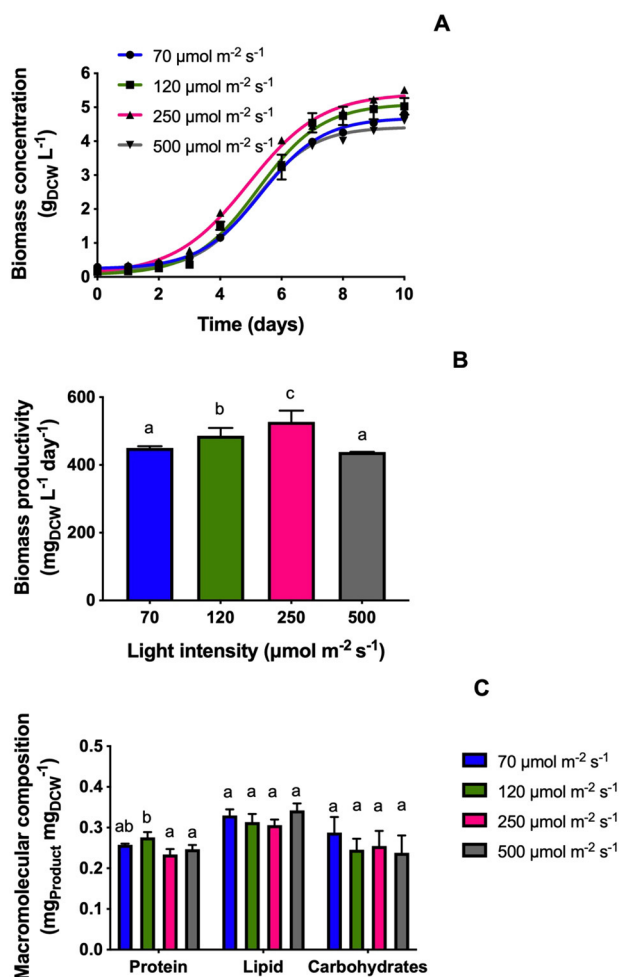 A
70 µmol m⁻² s⁻¹
120 µmol m⁻² s⁻¹
250 µmol m⁻² s⁻¹
500 µmol m⁻² s⁻¹
Biomass concentration
(gDCW L⁻¹)
6
5
4
3
2
1
0
0 2 4 6 8 10
Time (days)
B
Biomass productivity
(mgDCW L⁻¹ day⁻¹)
600
400
200
0
a b c a
70 120 250 500
Light intensity (µmol m⁻² s⁻¹)
C
Macromolecular composition
(mgProduct mgDCW⁻¹)
0.5
0.4
0.3
0.2
0.1
0.0
ab b a a a a a a a a a a
Protein Lipid Carbohydrates
70 µmol m⁻² s⁻¹
120 µmol m⁻² s⁻¹
250 µmol m⁻² s⁻¹
500 µmol m⁻² s⁻¹